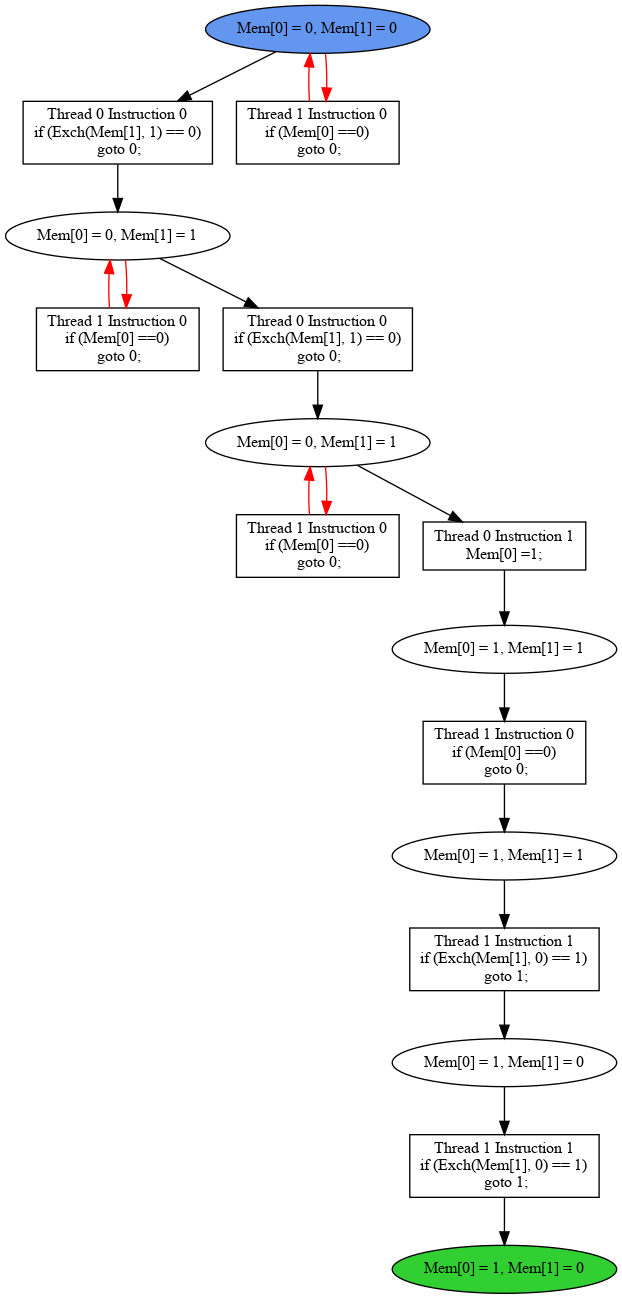 Mem[0] = 0, Mem[1] = 0
Thread 0 Instruction 0
if (Exch(Mem[1], 1) == 0)
goto 0;
Thread 1 Instruction 0
if (Mem[0] ==0)
goto 0;
Mem[0] = 0, Mem[1] = 1
Thread 1 Instruction 0
if (Mem[0] ==0)
goto 0;
Thread 0 Instruction 0
if (Exch(Mem[1], 1) == 0)
goto 0;
Mem[0] = 0, Mem[1] = 1
Thread 1 Instruction 0
if (Mem[0] ==0)
goto 0;
Thread 0 Instruction 1
Mem[0] =1;
Mem[0] = 1, Mem[1] = 1
Thread 1 Instruction 0
if (Mem[0] ==0)
goto 0;
Mem[0] = 1, Mem[1] = 1
Thread 1 Instruction 1
if (Exch(Mem[1], 0) == 1)
goto 1;
Mem[0] = 1, Mem[1] = 0
Thread 1 Instruction 1
if (Exch(Mem[1], 0) == 1)
goto 1;
Mem[0] = 1, Mem[1] = 0